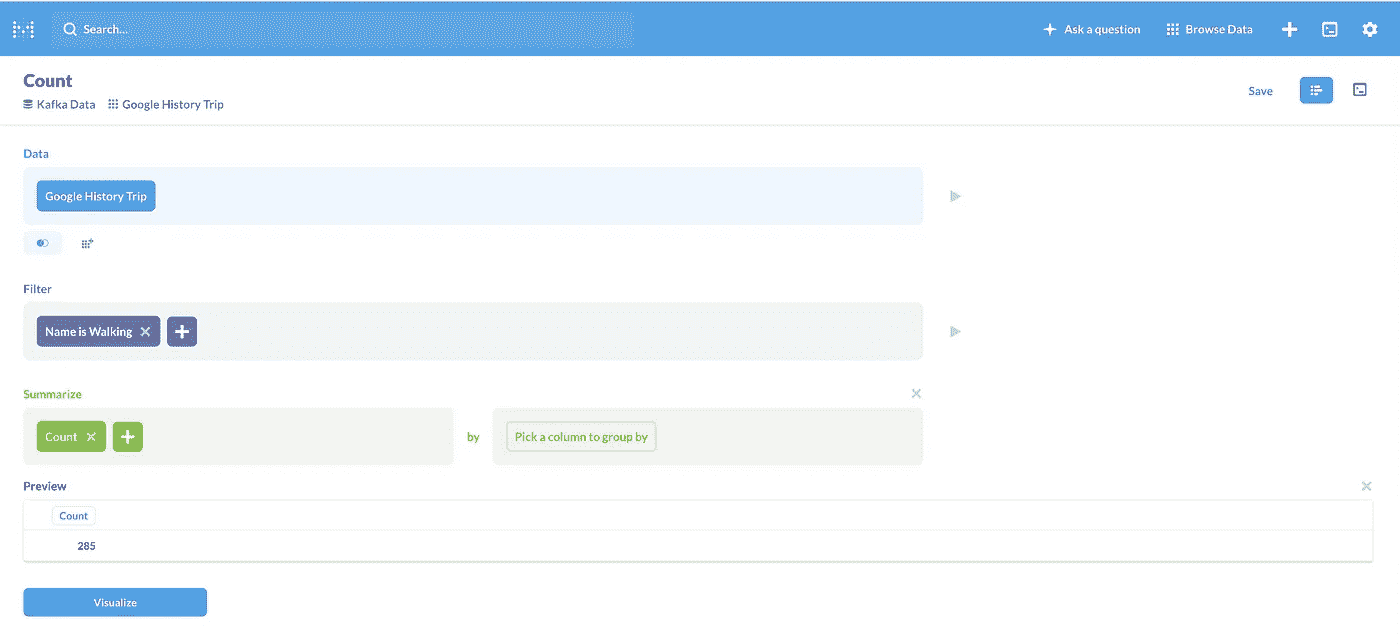 Search...
Ask a question
Browse Data
Count
Kafka Data Google History Trip
Save
Data
Google History Trip
Filter
Name is Walking
Summarize
Count
by
Pick a column to group by
Preview
Count
285
Visualize